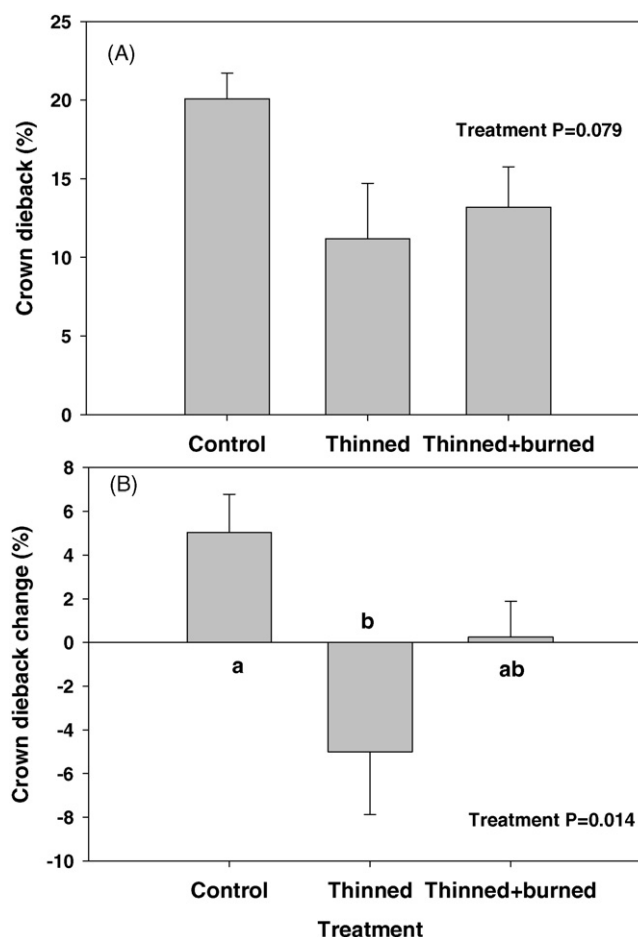 (A)
Crown dieback (%)
25
20
15
10
5
0
Treatment P=0.079
Control Thinned Thinned+burned
(B)
Crown dieback change (%)
8
6
4
2
0
-2
-4
-6
-8
-10
a
b
ab
Treatment P=0.014
Control Thinned Thinned+burned
Treatment